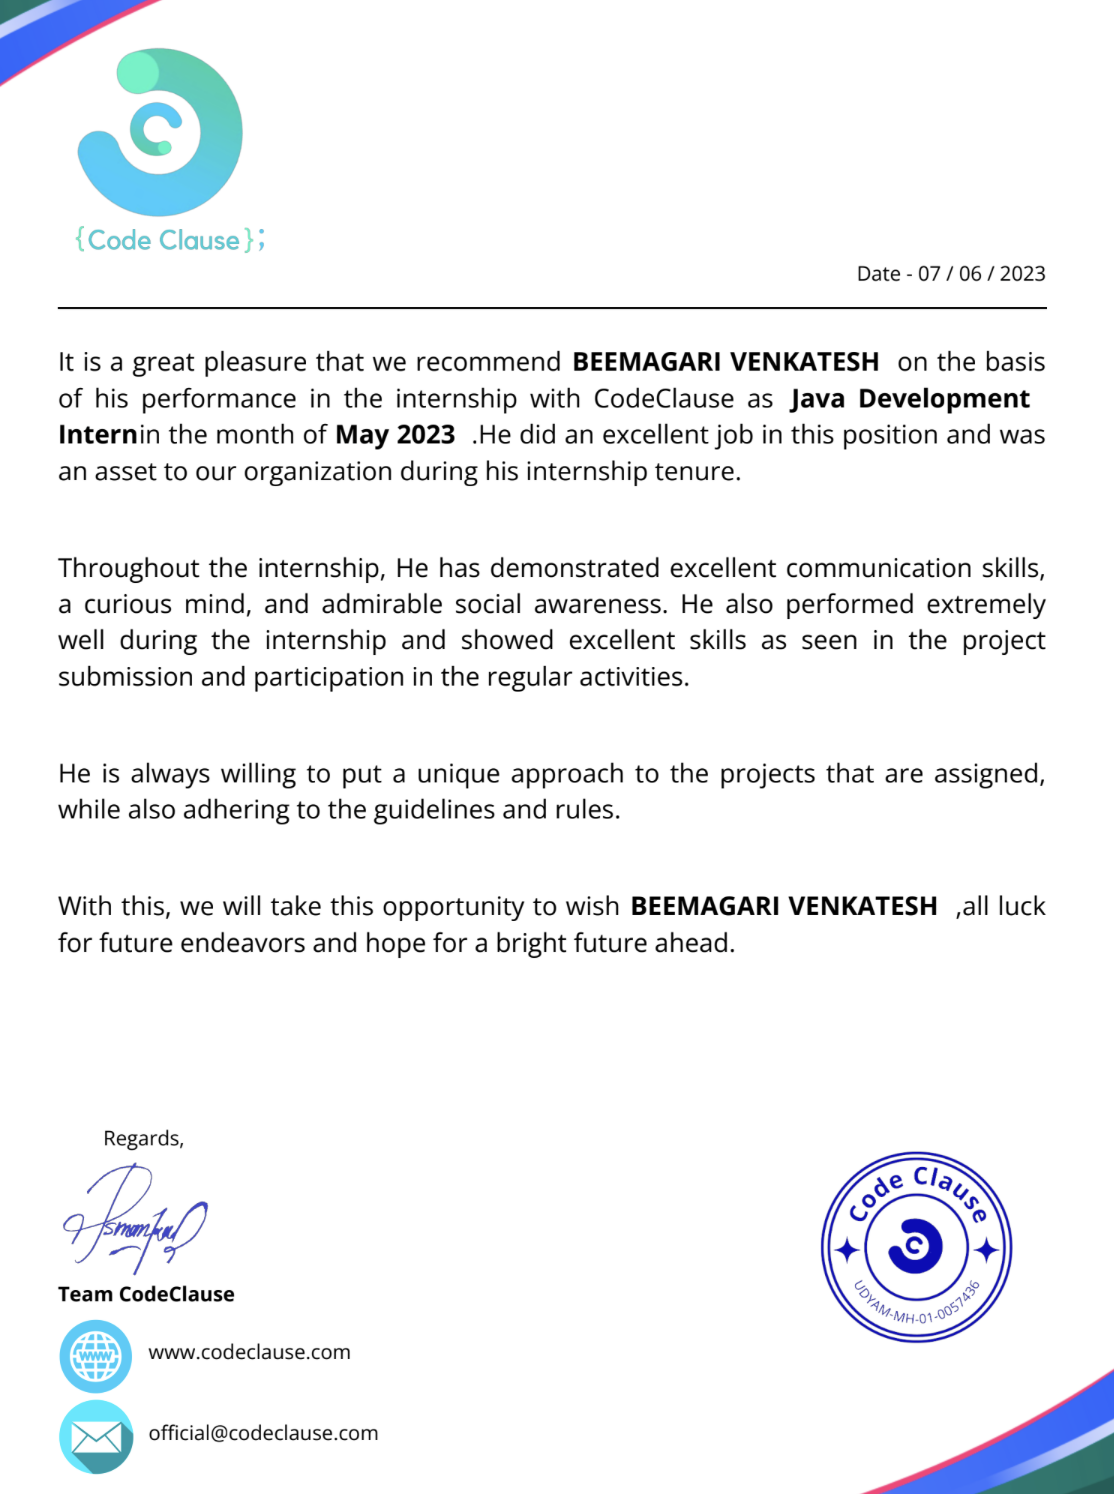 {Code Clause};
Date - 07 / 06 / 2023
It is a great pleasure that we recommend BEEMAGARI VENKATESH on the basis
of his performance in the internship with CodeClause as Java Development
Internin the month of May 2023 .He did an excellent job in this position and was
an asset to our organization during his internship tenure.
Throughout the internship, He has demonstrated excellent communication skills,
a curious mind, and admirable social awareness. He also performed extremely
well during the internship and showed excellent skills as seen in the project
submission and participation in the regular activities.
He is always willing to put a unique approach to the projects that are assigned,
while also adhering to the guidelines and rules.
With this, we will take this opportunity to wish BEEMAGARI VENKATESH ,all luck
for future endeavors and hope for a bright future ahead.
Regards,
Team CodeClause
www
www.codeclause.com
official@codeclause.com
Code Clause
UDYAM-MH-01-0057436